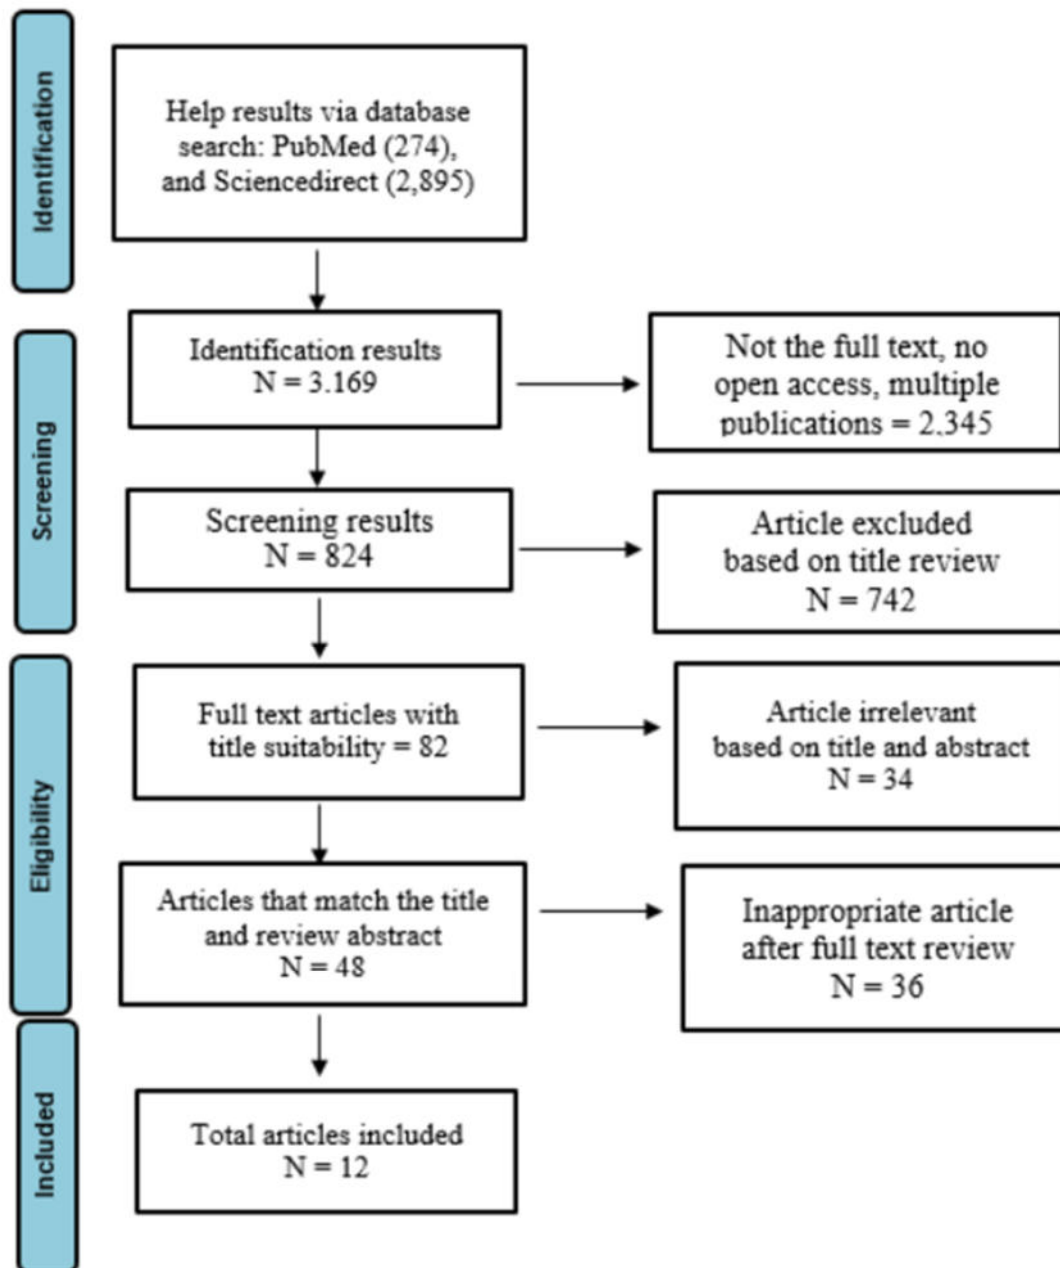 Identification
Help results via database
search: PubMed (274),
and Sciencedirect (2,895)
Screening
Identification results
N = 3.169
Not the full text, no
open access, multiple
publications = 2.345
Screening results
N = 824
Article excluded
based on title review
N = 742
Eligibility
Full text articles with
title suitability = 82
Article irrelevant
based on title and abstract
N = 34
Articles that match the title
and review abstract
N = 48
Inappropriate article
after full text review
N = 36
Included
Total articles included
N = 12